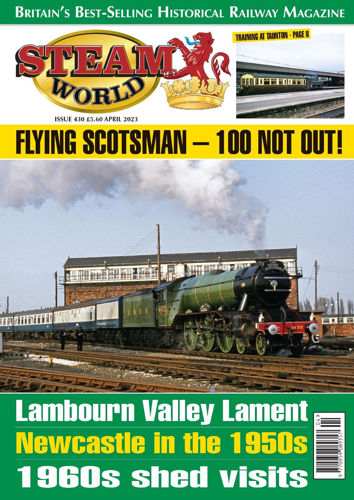 BRITAIN'S BEST-SELLING HISTORICAL RAILWAY MAGAZINE
STEAM
WORLD
TRAINING AT TAUNTON - PAGE 8
ISSUE 430 £5.60 APRIL 2023
FLYING SCOTSMAN – 100 NOT OUT!
Lambourn Valley Lament
Newcastle in the 1950s
1960s shed visits